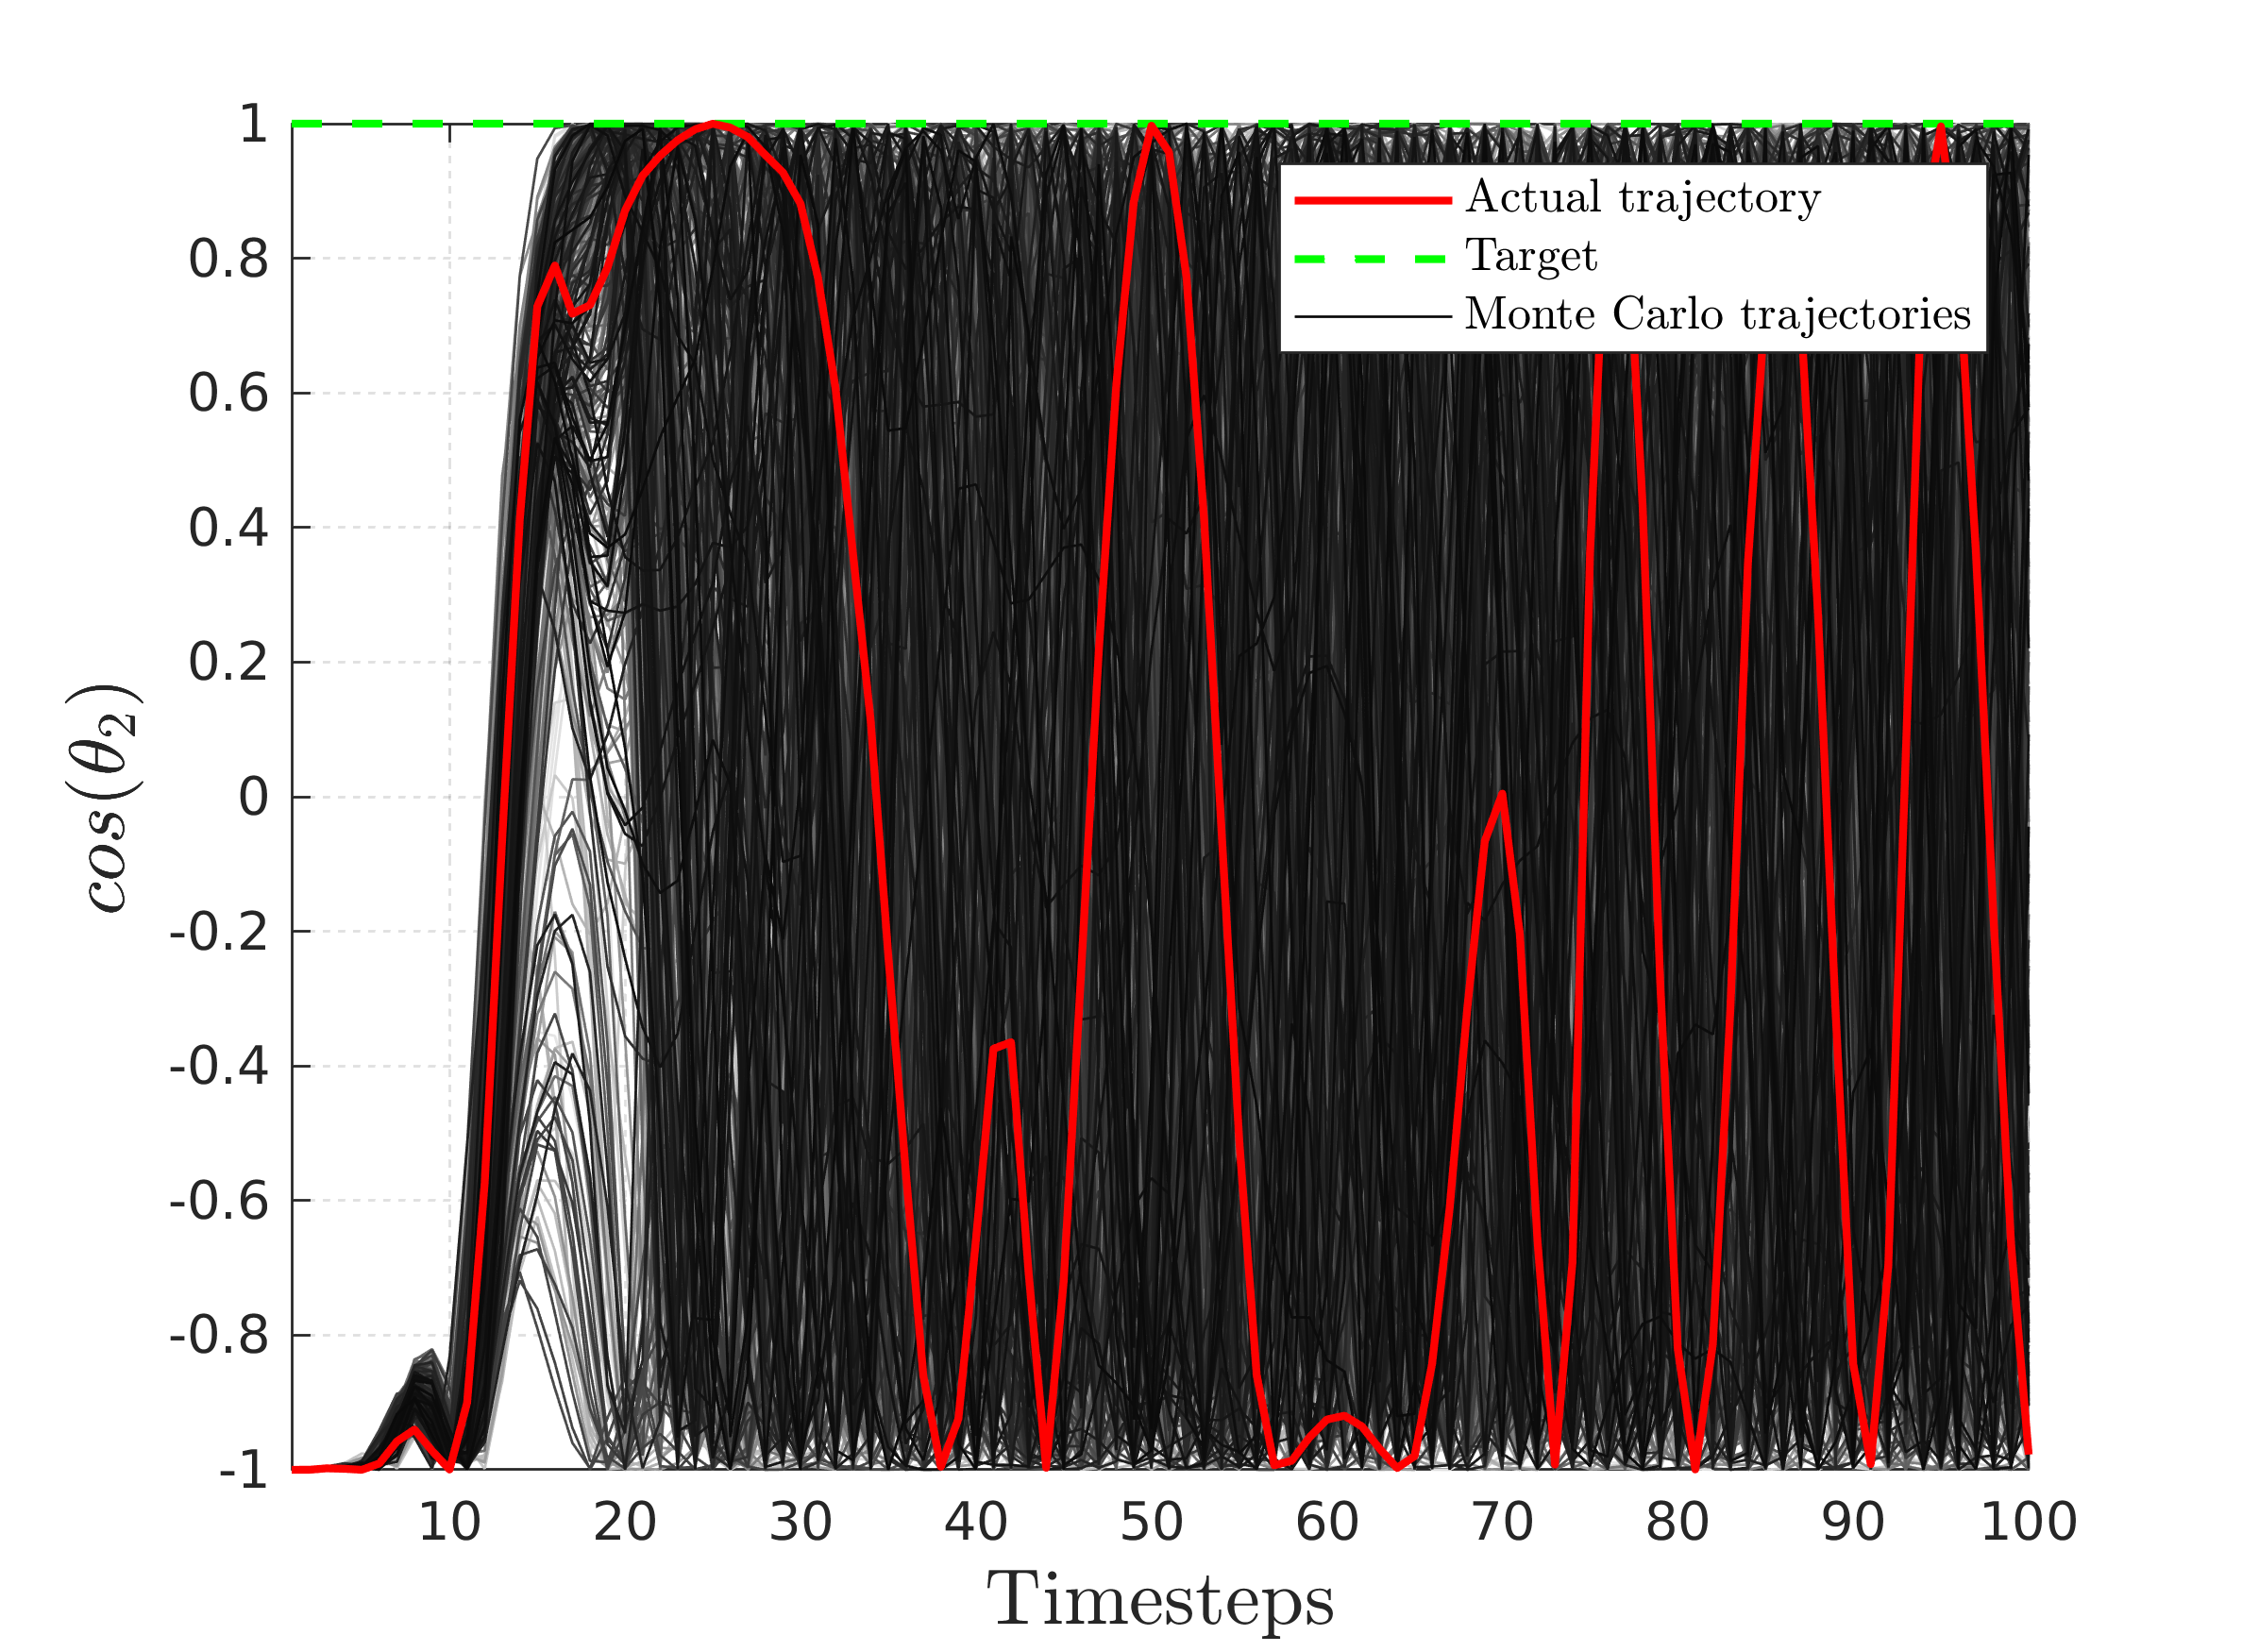 1
0.8
0.6
0.4
0.2
0
-0.2
-0.4
-0.6
-0.8
-1
cos(θ₂)
Actual trajectory
Target
Monte Carlo trajectories
10 20 30 40 50 60 70 80 90 100
Timesteps